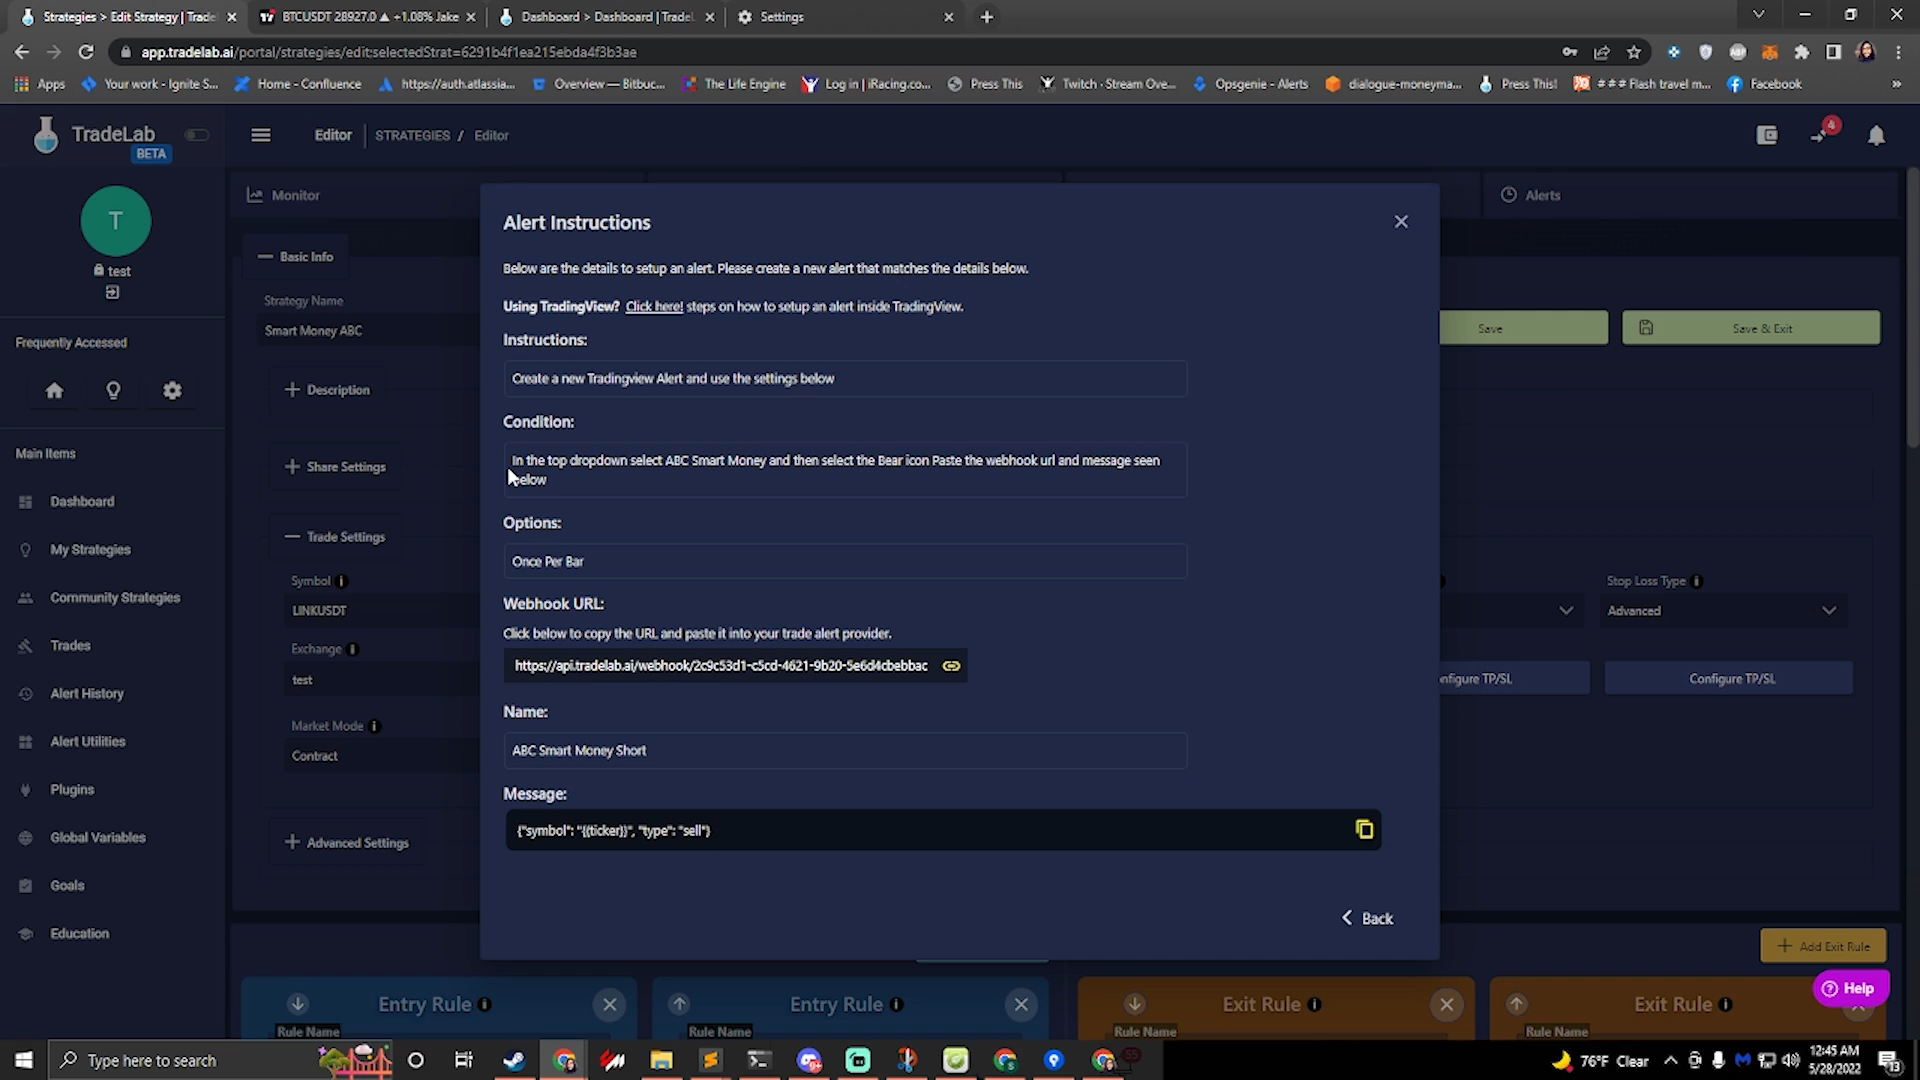 Strategies > Edit Strategy | Trade
BTCUSDT 28927.0 ▲ +1.08% Jake
Dashboard > Dashboard | TradeL
Settings
app.tradelab.ai/portal/strategies/edit;selectedStrat=6291b4f1ea215ebda4f3b3ae
Apps
Your work - Ignite S...
Home - Confluence
https://auth.atlassia...
Overview — Bitbuc...
The Life Engine
Log in | iRacing.co...
Press This
Twitch - Stream Ove...
Opsgenie - Alerts
dialogue-moneyma...
Press This!
###Flash travel m...
Facebook
»
TradeLab
BETA
Editor
STRATEGIES / Editor
4
T
test
Frequently Accessed
Main Items
Dashboard
My Strategies
Community Strategies
Trades
Alert History
Alert Utilities
Plugins
Global Variables
Goals
Education
Monitor
Alerts
Basic Info
Strategy Name
Smart Money ABC
Description
Share Settings
Trade Settings
Symbol
LINKUSDT
Exchange
test
Market Mode
Contract
Advanced Settings
Alert Instructions
Below are the details to setup an alert. Please create a new alert that matches the details below.
Using TradingView? Click here! steps on how to setup an alert inside TradingView.
Instructions:
Create a new Tradingview Alert and use the settings below
Condition:
In the top dropdown select ABC Smart Money and then select the Bear icon Paste the webhook url and message seen
below
Options:
Once Per Bar
Webhook URL:
Click below to copy the URL and paste it into your trade alert provider.
https://api.tradelab.ai/webhook/2c9c53d1-c5cd-4621-9b20-5e6d4cbebbac
Name:
ABC Smart Money Short
Message:
{"symbol": "{{ticker}}", "type": "sell"}
Back
Save
Save & Exit
Stop Loss Type
Advanced
nfigure TP/SL
Configure TP/SL
Add Exit Rule
Help
Entry Rule
Rule Name
Entry Rule
Rule Name
Exit Rule
Rule Name
Exit Rule
Rule Name
Type here to search
55
76°F Clear
12:45 AM
5/28/2022
13